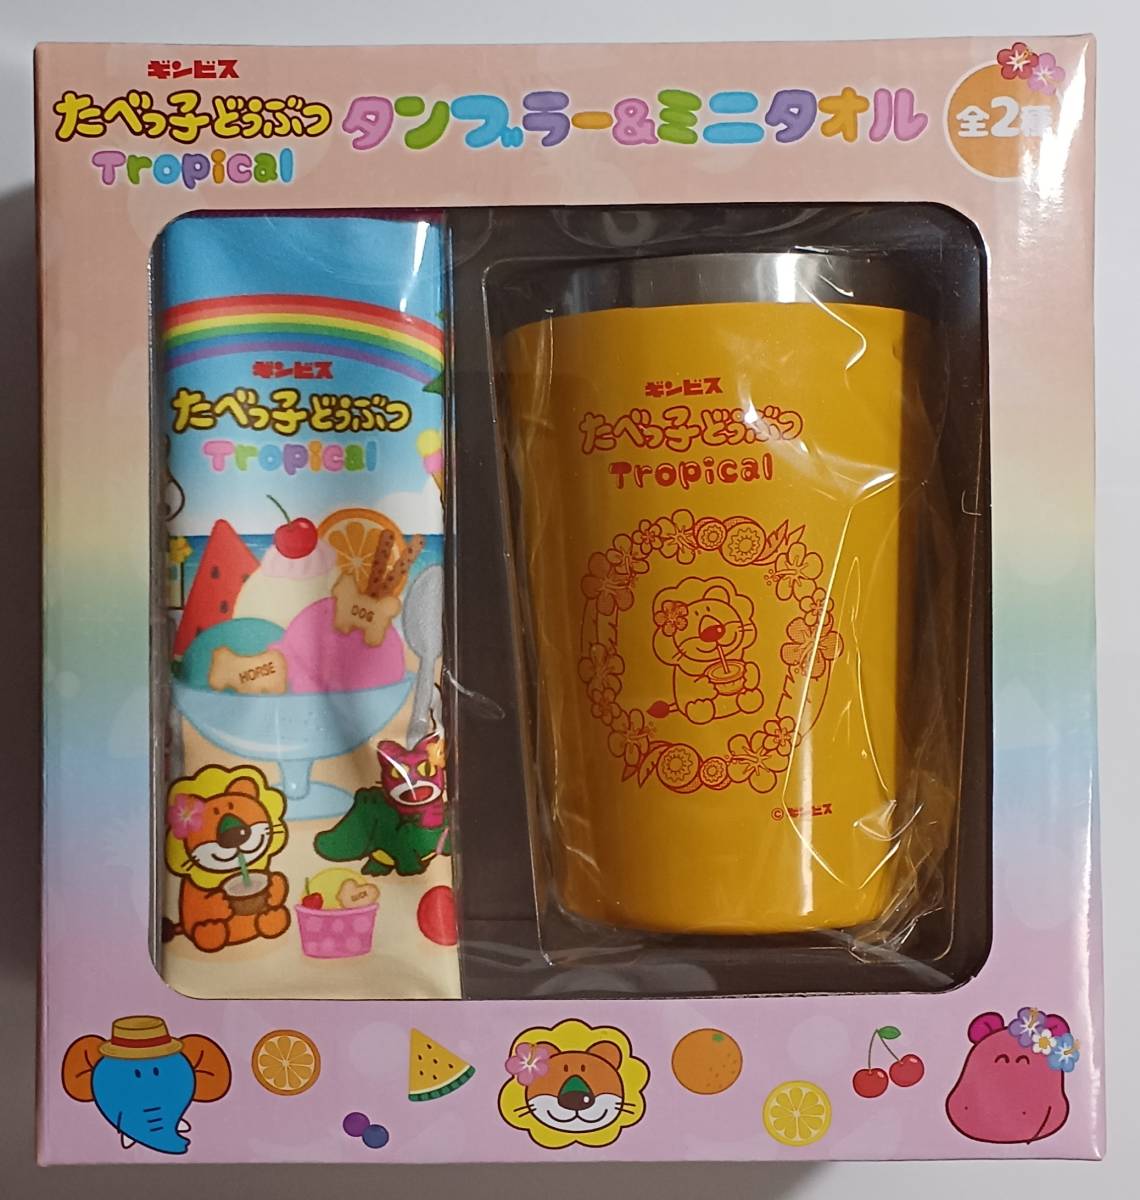 ギンビス
たべっ子どうぶつ
Tropical
タンブラー&ミニタオル
全2種
ギンビス
たべっ子どうぶつ
Tropical
DOG
HORSE
DUCK
ギンビス
たべっ子どうぶつ
Tropical
©ギンビス